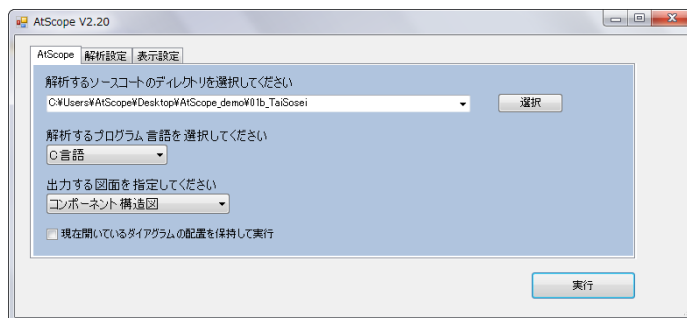 AtScope V2.20
AtScope 解析設定 表示設定
解析するソースコートのディレクトリを選択してください
C:¥Users¥AtScope¥Desktop¥AtScope_demo¥01b_TaiSosei 選択
解析するプログラム言語を選択してください
C言語
出力する図面を指定してください
コンポーネント構造図
現在開いているダイアグラムの配置を保持して実行
実行